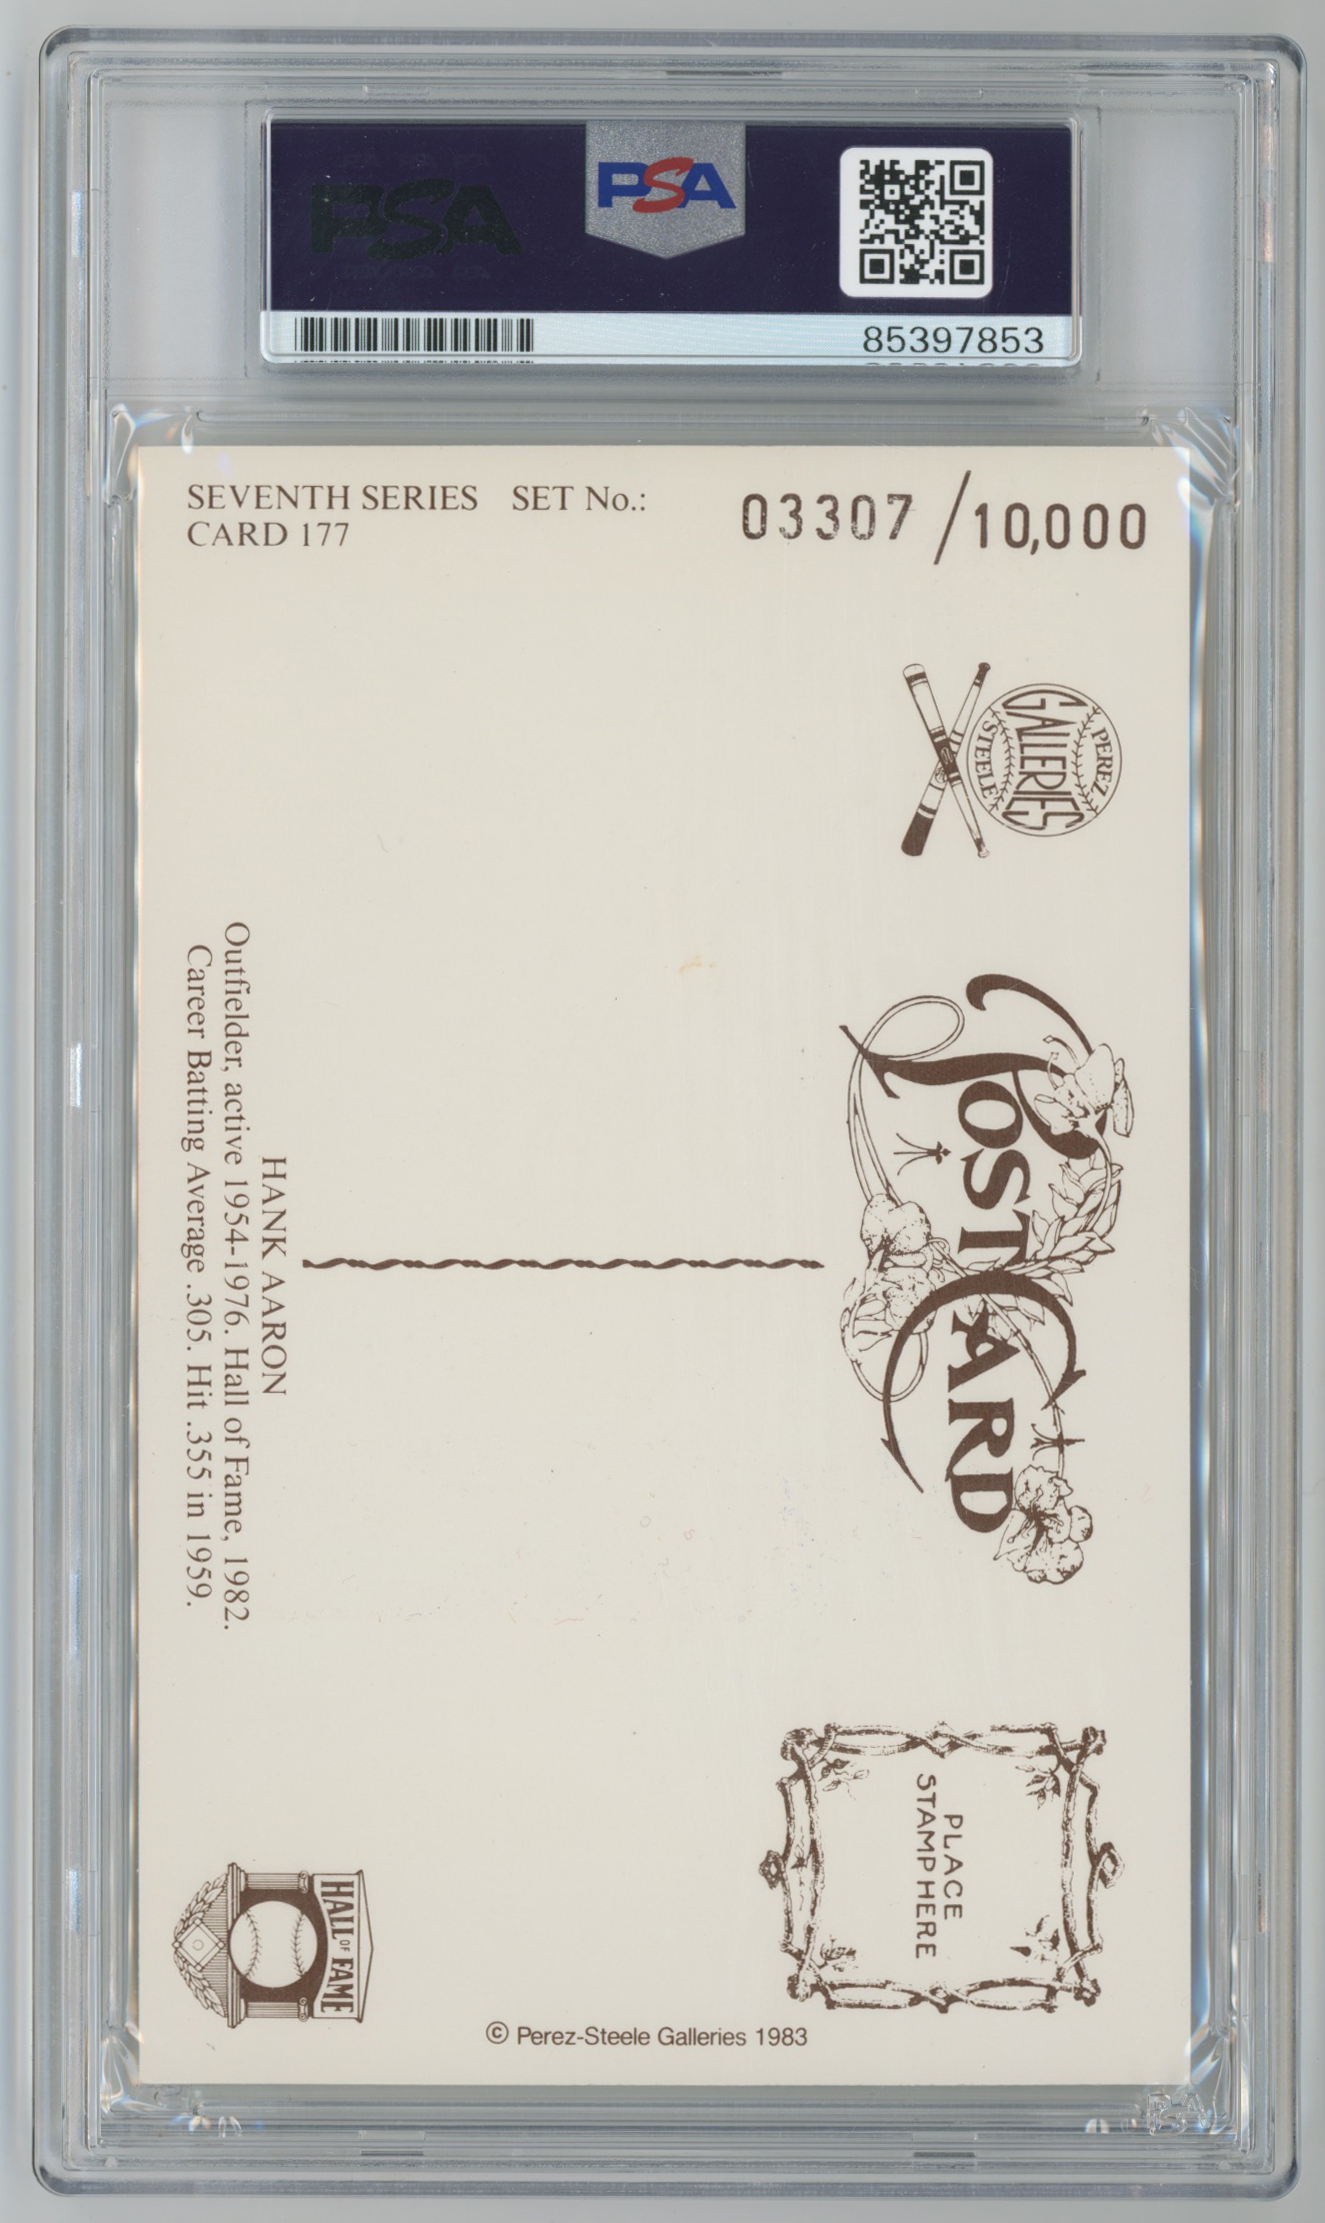 PSA
PSA
85397853
SEVENTH SERIES SET No.: 03307/10,000
CARD 177
PEREZ
GALLERIES
STEELE
POST CARD
PLACE
STAMP HERE
HANK AARON
Outfielder, active 1954-1976. Hall of Fame, 1982.
Career Batting Average .305. Hit .355 in 1959.
HALL OF FAME
© Perez-Steele Galleries 1983
PSA